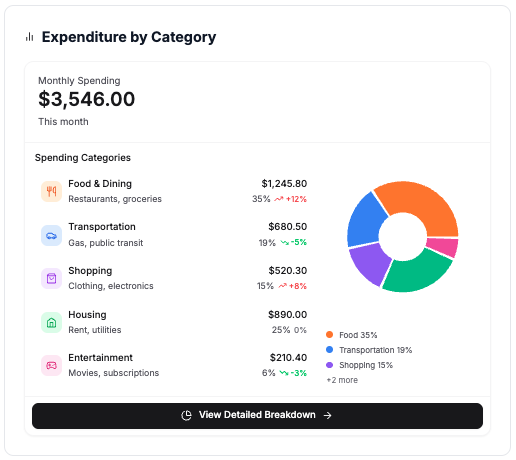 Expenditure by Category
Monthly Spending
$3,546.00
This month
Spending Categories
Food & Dining $1,245.80
Restaurants, groceries 35% +12%
Transportation $680.50
Gas, public transit 19% -5%
Shopping $520.30
Clothing, electronics 15% +8%
Housing $890.00
Rent, utilities 25% 0%
Entertainment $210.40
Movies, subscriptions 6% -3%
Food 35%
Transportation 19%
Shopping 15%
+2 more
View Detailed Breakdown →